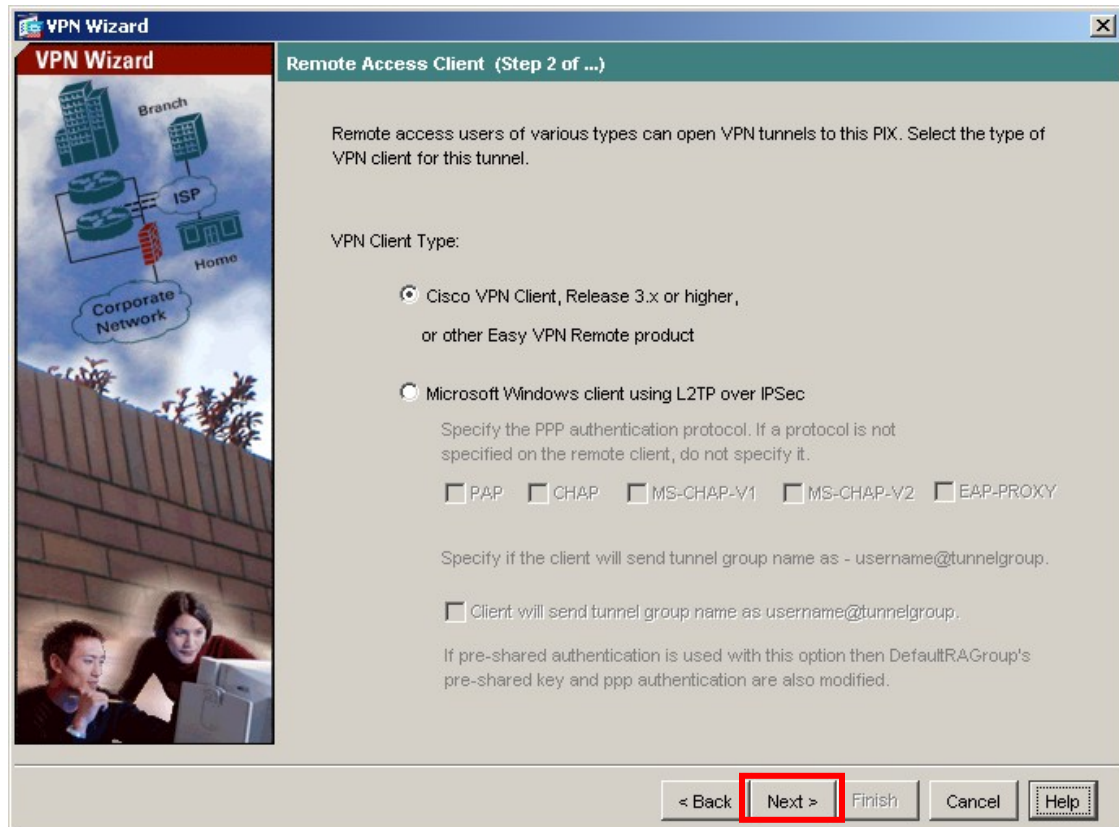 VPN Wizard
VPN Wizard
Branch
ISP
Home
Corporate
Network
Remote Access Client (Step 2 of ...)
Remote access users of various types can open VPN tunnels to this PIX. Select the type of
VPN client for this tunnel.
VPN Client Type:
Cisco VPN Client, Release 3.x or higher,
or other Easy VPN Remote product
Microsoft Windows client using L2TP over IPSec
Specify the PPP authentication protocol. If a protocol is not
specified on the remote client, do not specify it.
PAP CHAP MS-CHAP-V1 MS-CHAP-V2 EAP-PROXY
Specify if the client will send tunnel group name as - username@tunnelgroup.
Client will send tunnel group name as username@tunnelgroup.
If pre-shared authentication is used with this option then DefaultRAGroup's
pre-shared key and ppp authentication are also modified.
< Back Next > Finish Cancel Help